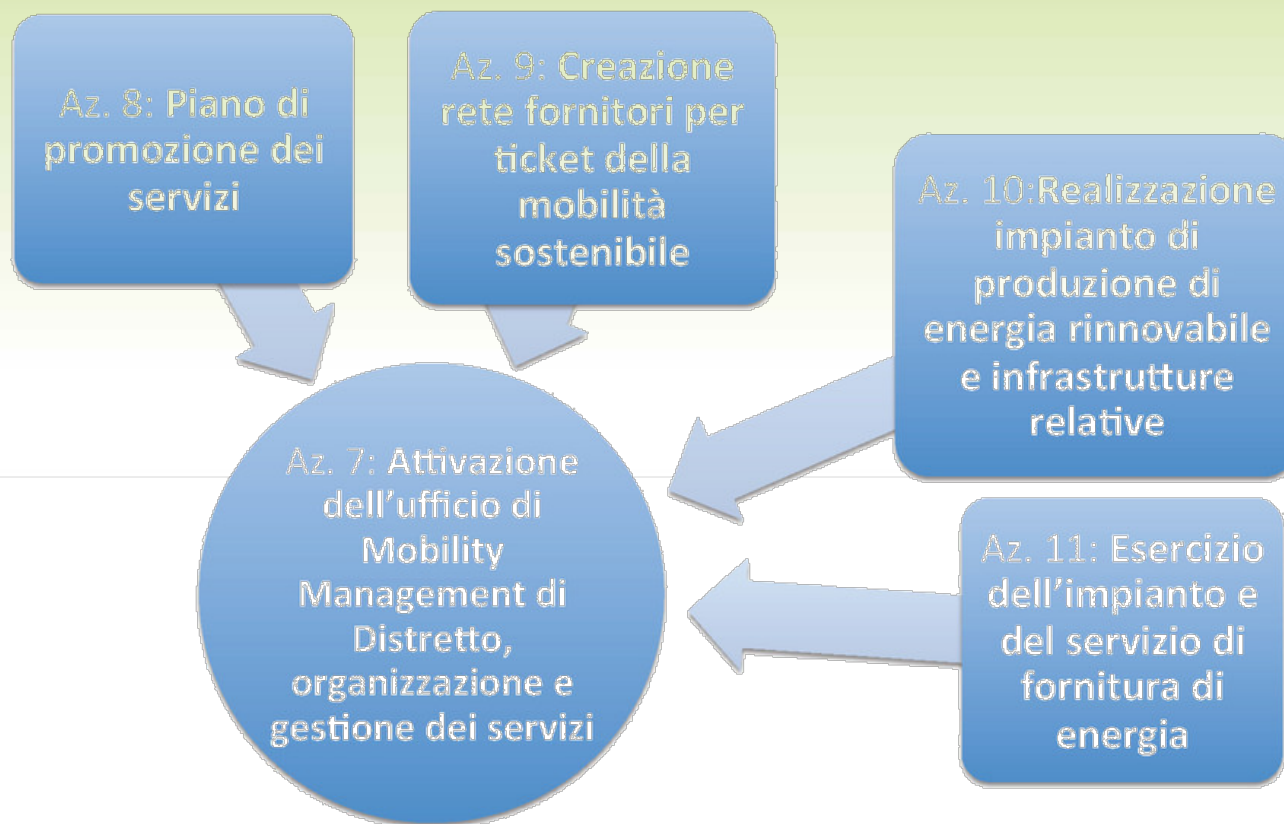 Az. 8: Piano di
promozione dei
servizi
Az. 9: Creazione
rete fornitori per
ticket della
mobilità
sostenibile
Az. 10:Realizzazione
impianto di
produzione di
energia rinnovabile
e infrastrutture
relative
Az. 7: Attivazione
dell’ufficio di
Mobility
Management di
Distretto,
organizzazione e
gestione dei servizi
Az. 11: Esercizio
dell’impianto e
del servizio di
fornitura di
energia